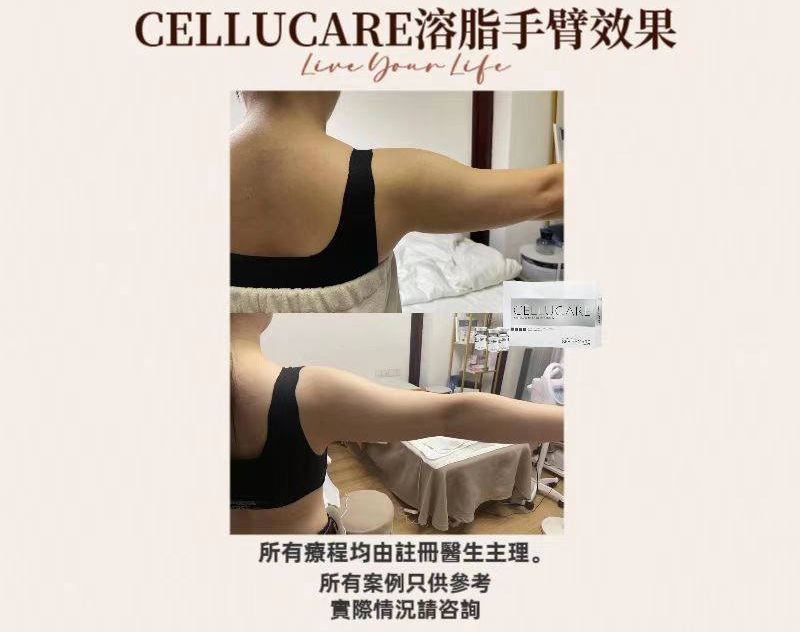 CELLUCARE溶脂手臂效果
Live Your Life
CELLUCARE
所有療程均由註冊醫生主理。
所有案例只供參考
實際情況請咨詢